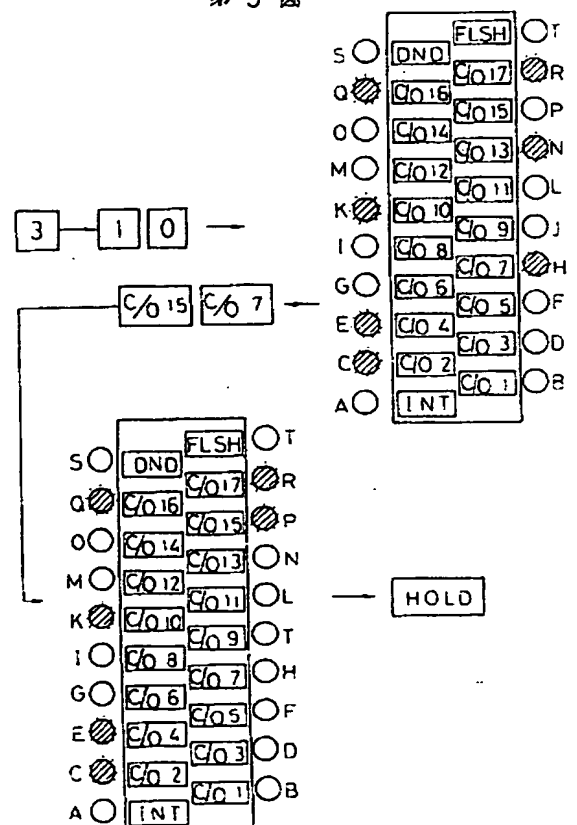 第 図
FLSH T
S DND
C/O 17 R
Q C/O 16
C/O 15 P
O C/O 14
C/O 13 N
M C/O 12
C/O 11 L
K C/O 10
C/O 9 J
3 1 0
I C/O 8
C/O 7 H
G C/O 6
C/O 5 F
C/O 15 C/O 7
E C/O 4
C/O 3 D
C C/O 2
C/O 1 B
A INT
FLSH T
S DND
C/O 17 R
Q C/O 16
C/O 15 P
O C/O 14
C/O 13 N
M C/O 12
C/O 11 L
HOLD
K C/O 10
C/O 9 T
I C/O 8
C/O 7 H
G C/O 6
C/O 5 F
E C/O 4
C/O 3 D
C C/O 2
C/O 1 B
A INT